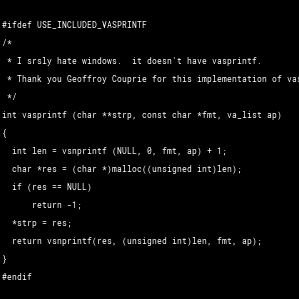 #ifdef USE_INCLUDED_VASPRINTF
/*
 * I srsly hate windows.  it doesn't have vasprintf.
 * Thank you Geoffroy Couprie for this implementation of
 */
int vasprintf (char **strp, const char *fmt, va_list ap)
{
  int len = vsnprintf (NULL, 0, fmt, ap) + 1;
  char *res = (char *)malloc((unsigned int)len);
  if (res == NULL)
      return -1;
  *strp = res;
  return vsnprintf(res, (unsigned int)len, fmt, ap);
}
#endif